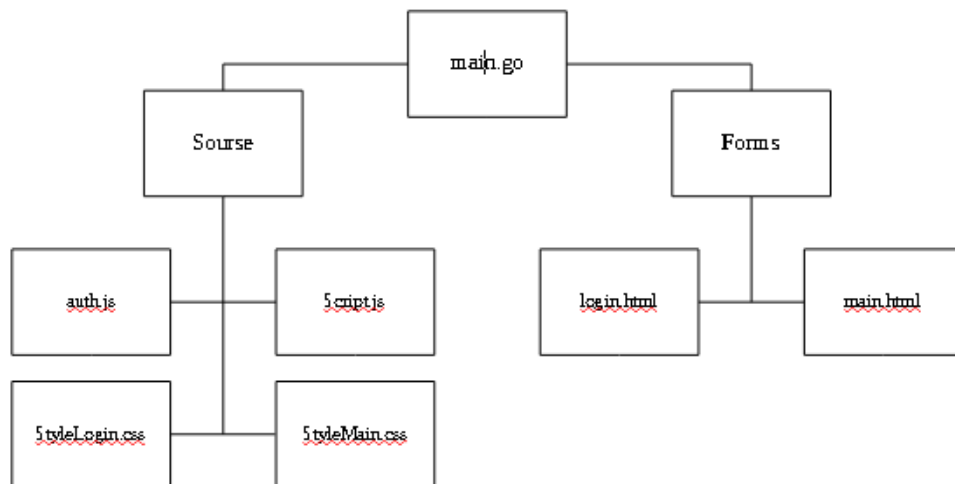 main.go
Sourse
Forms
auth.js
Script.js
login.html
main.html
StyleLogin.css
StyleMain.css